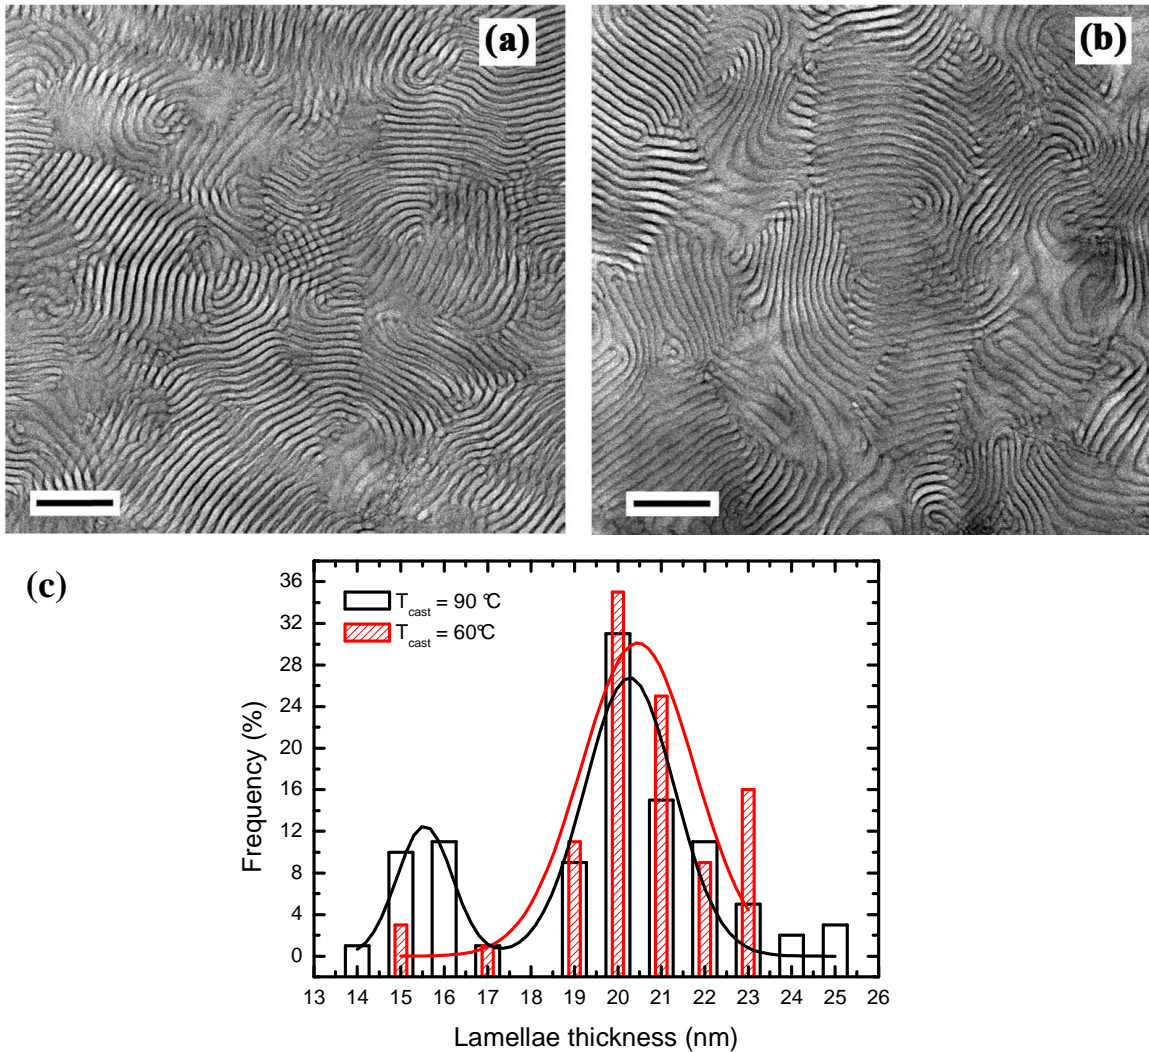 (a)
(b)
(c)
T_cast = 90 °C
T_cast = 60°C
36
32
28
24
20
16
12
8
4
0
Frequency (%)
13 14 15 16 17 18 19 20 21 22 23 24 25 26
Lamellae thickness (nm)